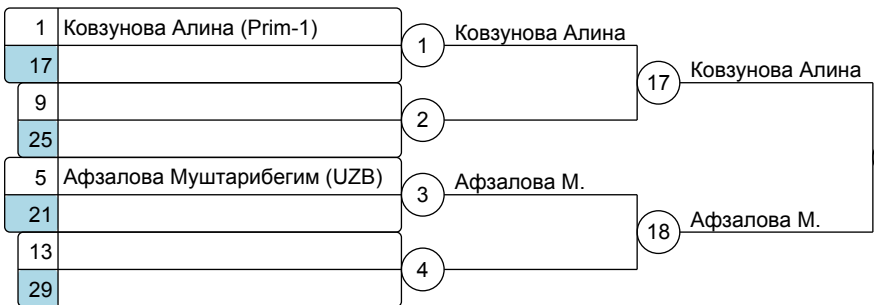 1 Ковзунова Алина (Prim-1)
17
1 Ковзунова Алина
9
25
2
17 Ковзунова Алина
5 Афзалова Муштарибегим (UZB)
21
3 Афзалова М.
13
29
4
18 Афзалова М.